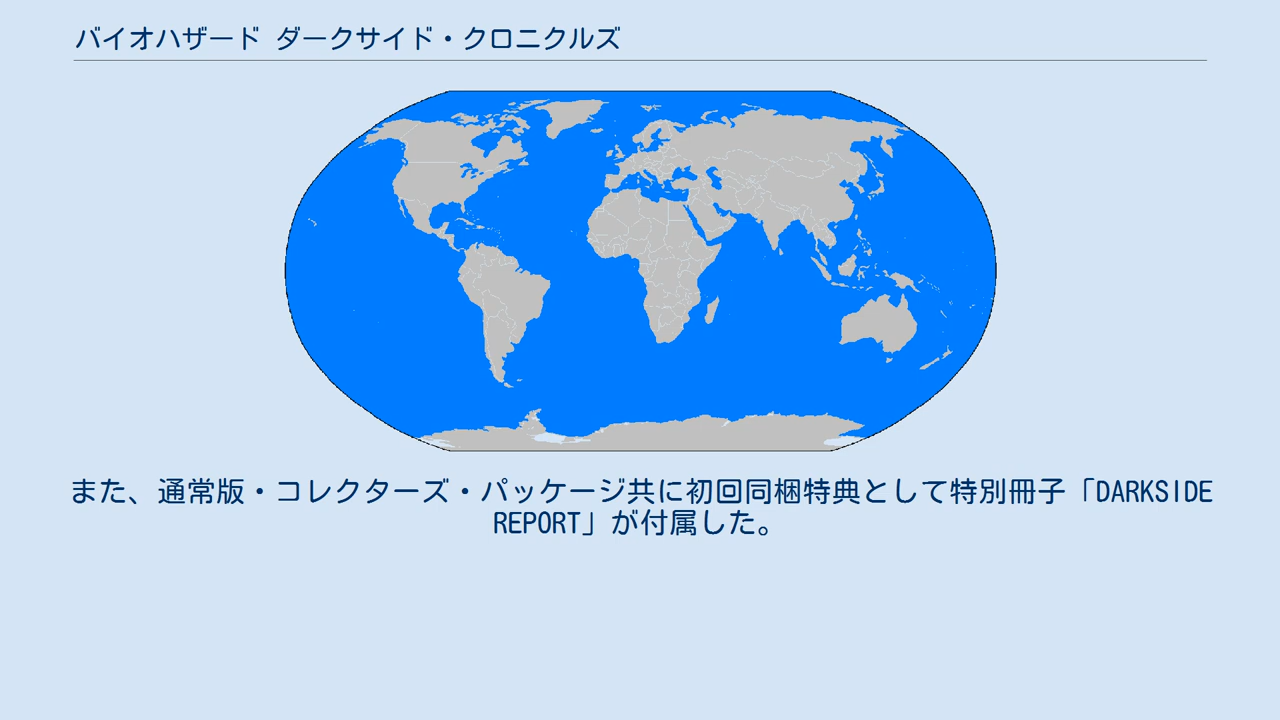 バイオハザード ダークサイド・クロニクルズ
また、通常版・コレクターズ・パッケージ共に初回同梱特典として特別冊子「DARKSIDE
REPORT」が付属した。